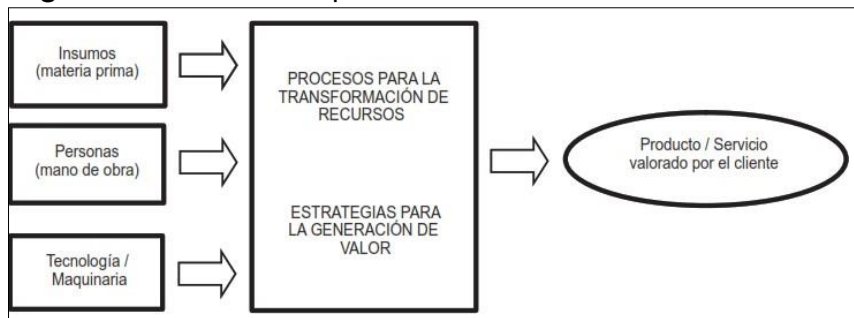 Insumos
(materia prima)
Personas
(mano de obra)
Tecnología /
Maquinaria
PROCESOS PARA LA
TRANSFORMACIÓN DE
RECURSOS
ESTRATEGIAS PARA
LA GENERACIÓN DE
VALOR
Producto / Servicio
valorado por el cliente